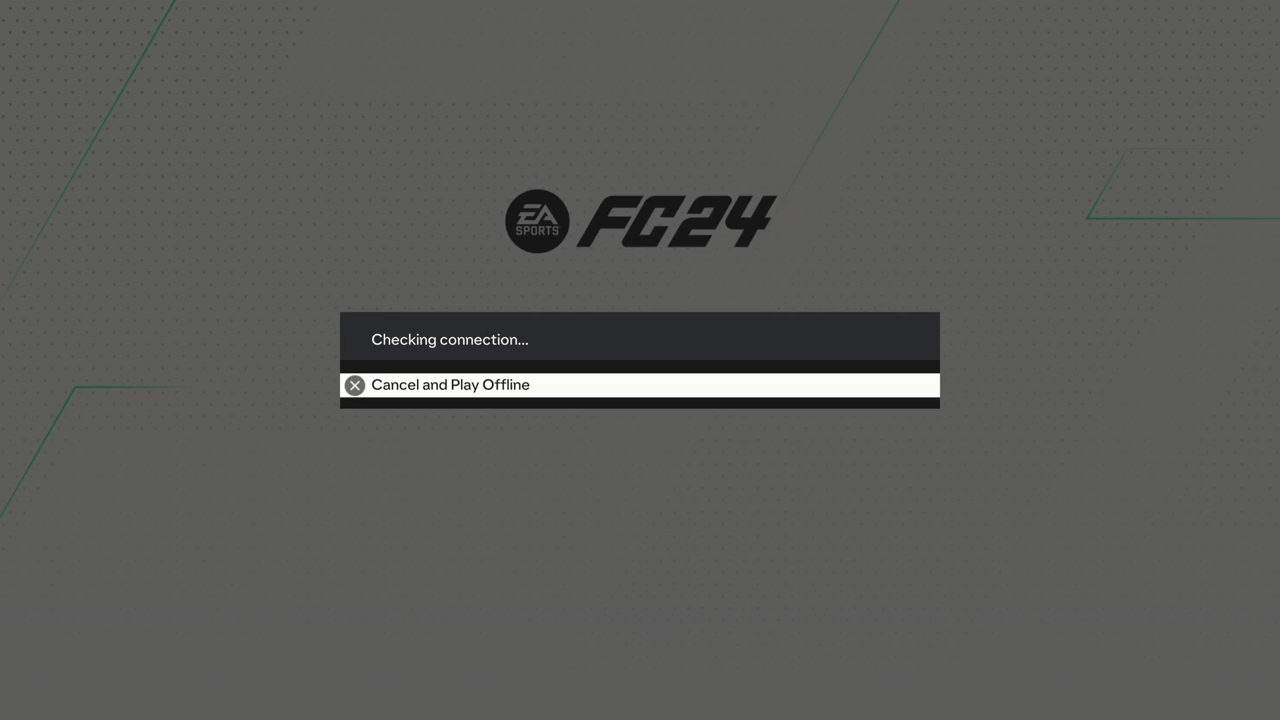 EA
SPORTS
FC24
Checking connection...
Cancel and Play Offline